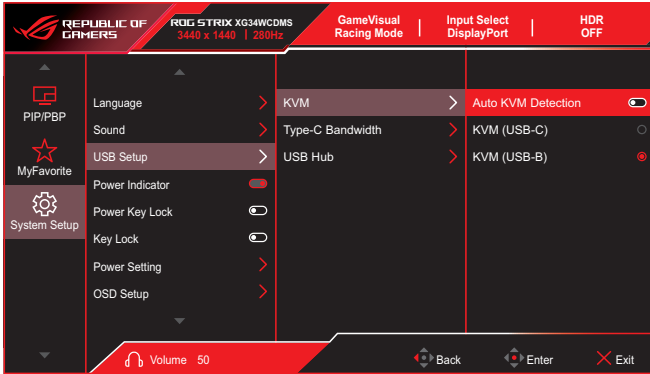 REPUBLIC OF
GAMERS
ROG STRIX XG34WCDMS
3440 x 1440 | 280Hz
GameVisual
Racing Mode
Input Select
DisplayPort
HDR
OFF
PIP/PBP
MyFavorite
System Setup
Language
Sound
USB Setup
Power Indicator
Power Key Lock
Key Lock
Power Setting
OSD Setup
KVM
Type-C Bandwidth
USB Hub
Auto KVM Detection
KVM (USB-C)
KVM (USB-B)
Volume 50
Back
Enter
Exit